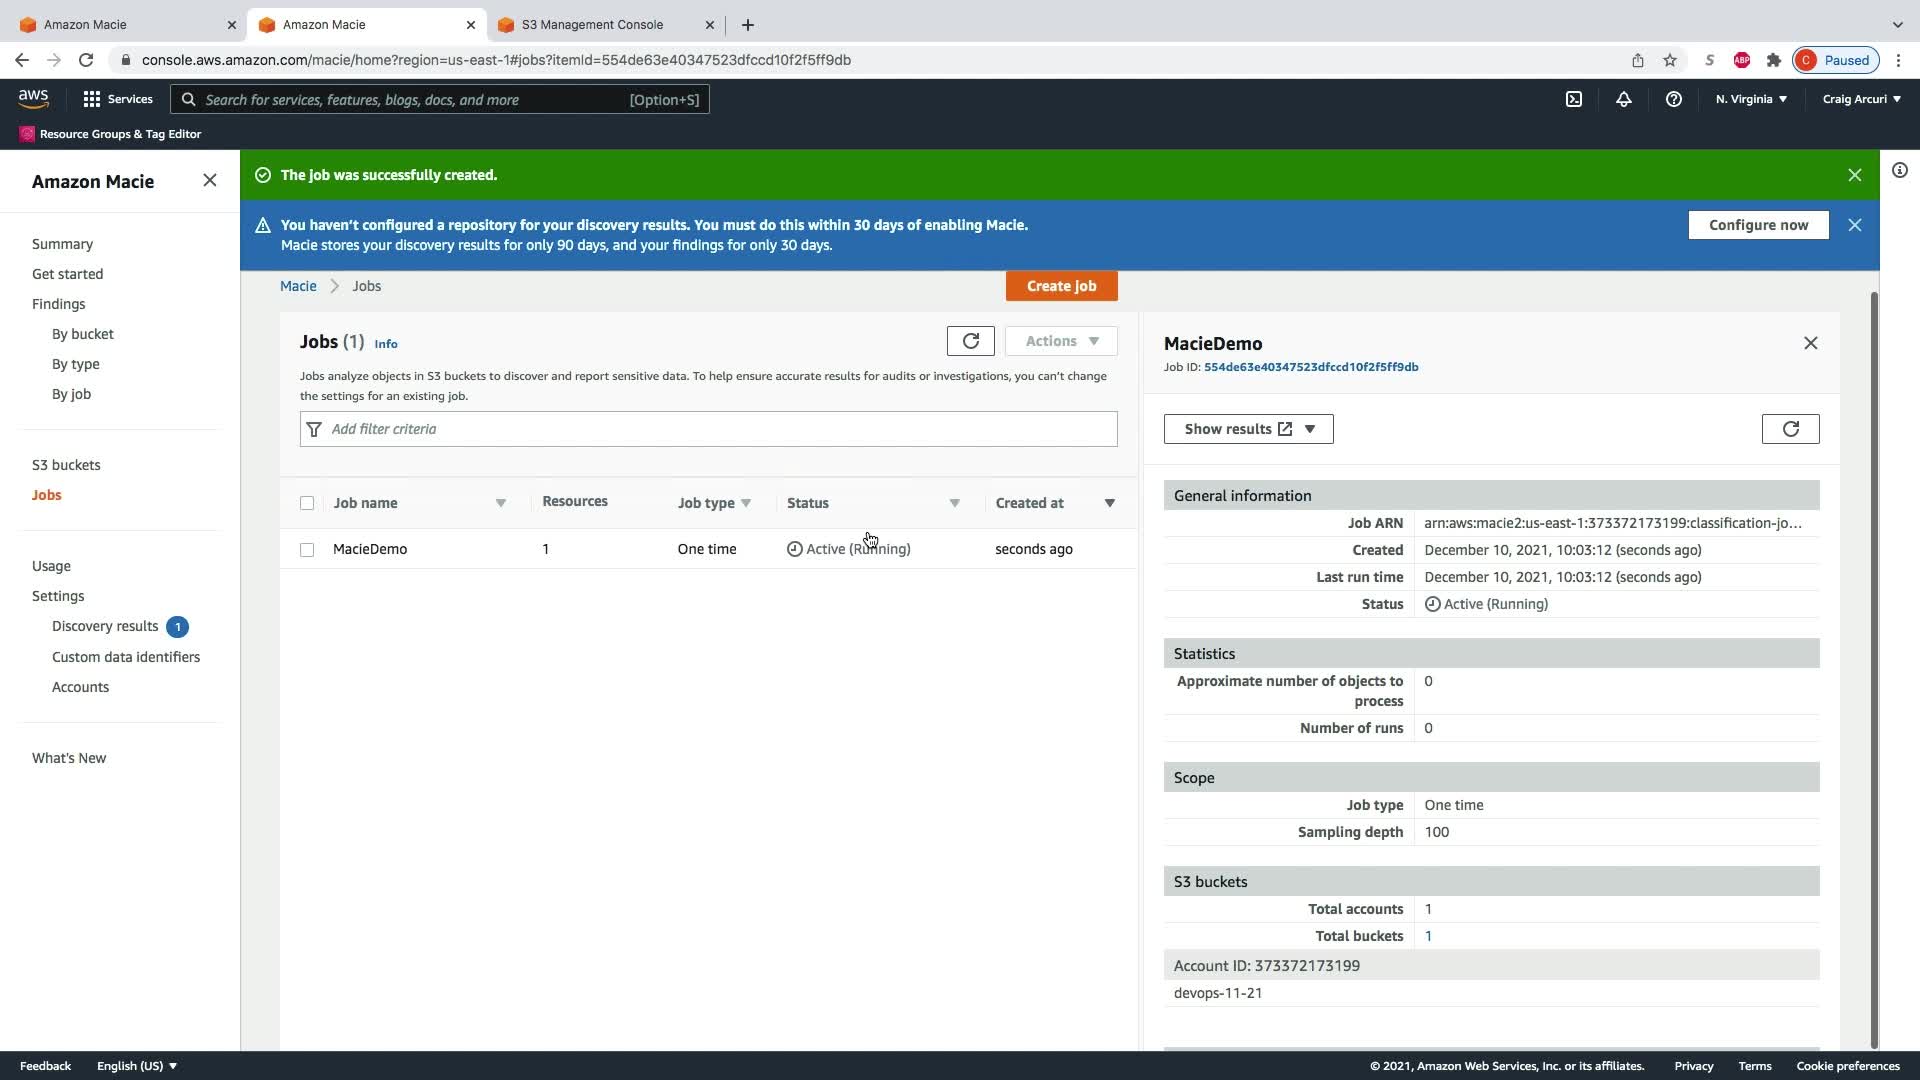 Amazon Macie
Amazon Macie
S3 Management Console
console.aws.amazon.com/macie/home?region=us-east-1#jobs?itemId=554de63e40347523dfccd10f2f5ff9db
S
ABP
C Paused
aws
Services
Search for services, features, blogs, docs, and more [Option+S]
N. Virginia
Craig Arcuri
Resource Groups & Tag Editor
Amazon Macie
Summary
Get started
Findings
By bucket
By type
By job
S3 buckets
Jobs
Usage
Settings
Discovery results 1
Custom data identifiers
Accounts
What's New
The job was successfully created.
You haven't configured a repository for your discovery results. You must do this within 30 days of enabling Macie.
Macie stores your discovery results for only 90 days, and your findings for only 30 days.
Configure now
Macie Jobs
Create job
Jobs (1) Info
Actions
Jobs analyze objects in S3 buckets to discover and report sensitive data. To help ensure accurate results for audits or investigations, you can't change
the settings for an existing job.
Add filter criteria
Job name Resources Job type Status Created at
MacieDemo 1 One time Active (Running) seconds ago
MacieDemo
Job ID: 554de63e40347523dfccd10f2f5ff9db
Show results
General information
Job ARN arn:aws:macie2:us-east-1:373372173199:classification-jo...
Created December 10, 2021, 10:03:12 (seconds ago)
Last run time December 10, 2021, 10:03:12 (seconds ago)
Status Active (Running)
Statistics
Approximate number of objects to 0
process
Number of runs 0
Scope
Job type One time
Sampling depth 100
S3 buckets
Total accounts 1
Total buckets 1
Account ID: 373372173199
devops-11-21
Feedback English (US)
© 2021, Amazon Web Services, Inc. or its affiliates. Privacy Terms Cookie preferences